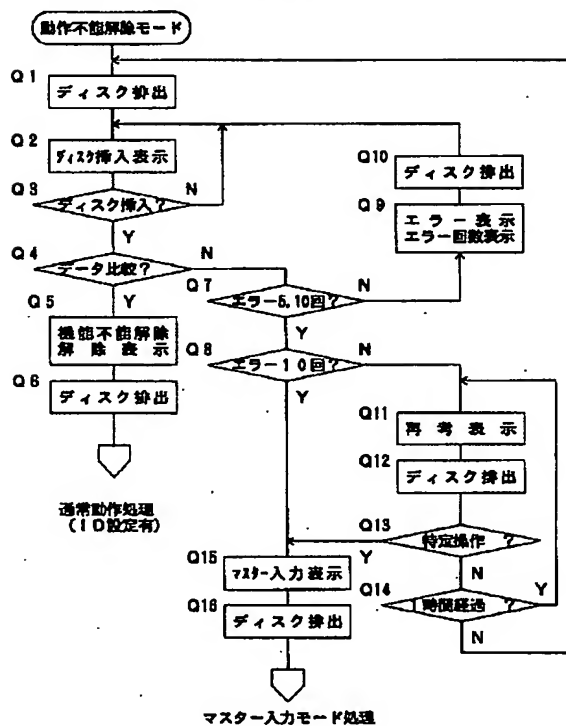 動作不能解除モード
Q1
ディスク排出
Q2
ディスク挿入表示
Q3
ディスク挿入?
N
Y
Q4
データ比較?
N
Y
Q5
機能不能解除
解除表示
Q6
ディスク排出
通常動作処理
(ID設定有)
Q10
ディスク排出
Q9
エラー表示
エラー回数表示
Q7
エラー5,10回?
N
Y
Q8
エラー10回?
N
Y
Q11
再考表示
Q12
ディスク排出
Q13
特定操作 ?
Y
N
Q14
1時間経過 ?
Y
N
Q15
マスター入力表示
Q16
ディスク排出
マスター入力モード処理